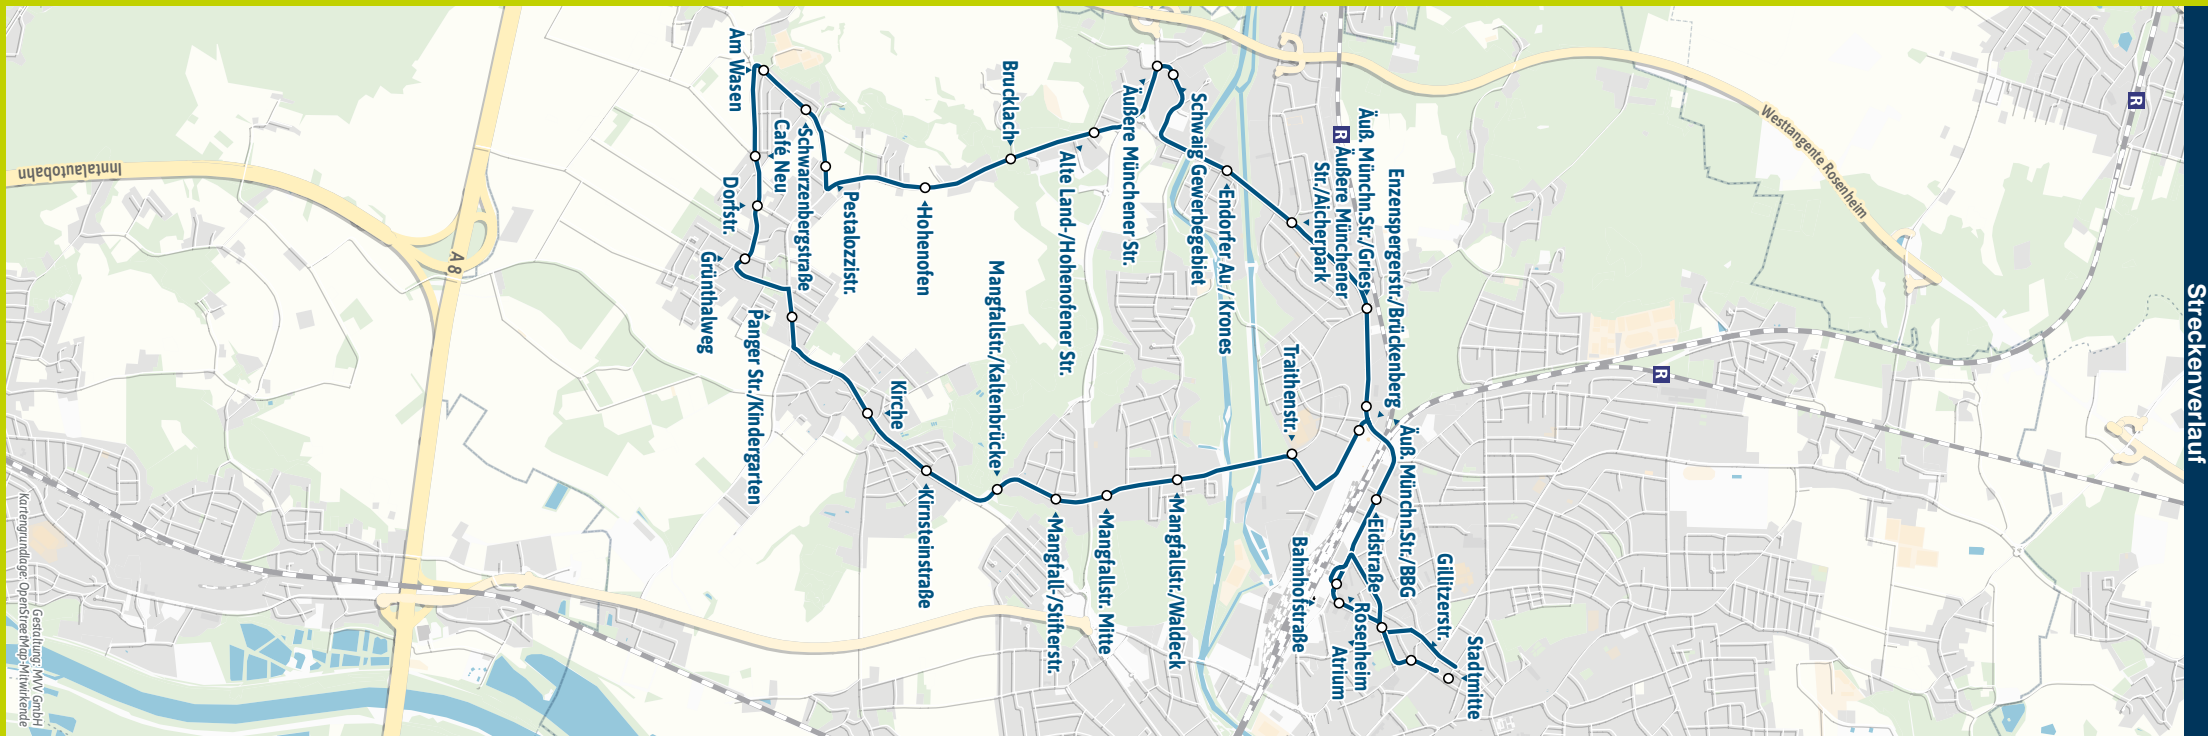 Streckenverlauf
Westtangente Rosenheim
R
R
R
Stadtmitte
Gillitzerstr.
Äuß. Münchn.Str./BBG
Enzenspergerstr./Brückenberg
Äuß. Münchn.Str./Gries
Äußere Münchener
Str./Aicherpark
Eidstraße
Rosenheim
Atrium
Bahnhofstraße
Traithenstr.
Endorfer Au / Krones
Schwaig Gewerbegebiet
Mangfallstr./Waldeck
Äußere Münchener Str.
Mangfallstr. Mitte
Alte Land-/Hohenofener Str.
Mangfall-/Stifterstr.
Brucklach
Mangfallstr./Kaltenbrücke
Hohenofen
Kirnsteinstraße
Kirche
Pestalozzistr.
Schwarzenbergstraße
Café Neu
Panger Str./Kindergarten
Am Wasen
Dorfstr.
Grünthalweg
A 8
Inntalautobahn
Gestaltung: MVV GmbH
Kartengrundlage: OpenStreetMap-Mitwirkende